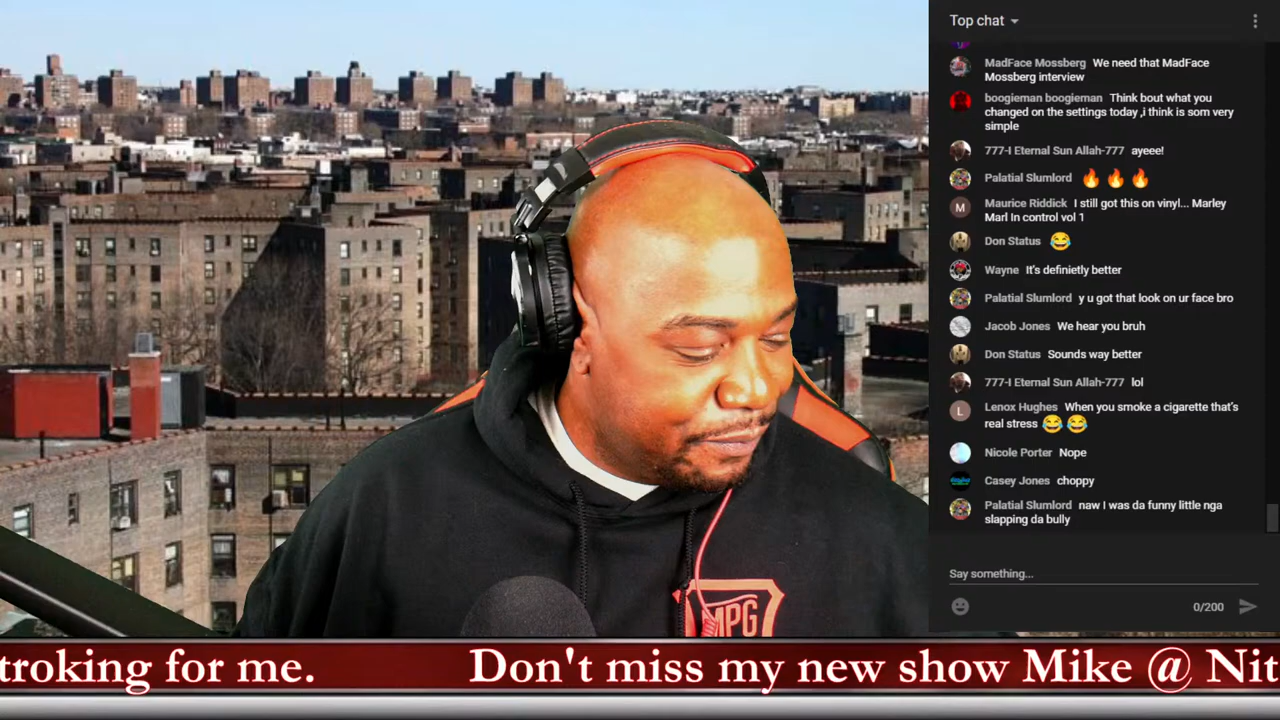 Top chat
MadFace Mossberg We need that MadFace
Mossberg interview
boogieman boogieman Think bout what you
changed on the settings today ,i think is som very
simple
777-I Eternal Sun Allah-777 ayeee!
Palatial Slumlord 🔥🔥🔥
M
Maurice Riddick I still got this on vinyl... Marley
Marl In control vol 1
Don Status 😂
Wayne It's definietly better
Palatial Slumlord y u got that look on ur face bro
Jacob Jones We hear you bruh
Don Status Sounds way better
777-I Eternal Sun Allah-777 lol
L
Lenox Hughes When you smoke a cigarette that's
real stress 😂😂
Nicole Porter Nope
Casey Jones choppy
Palatial Slumlord naw I was da funny little nga
slapping da bully
Say something...
0/200
MPG
troking for me. Don't miss my new show Mike @ Nit